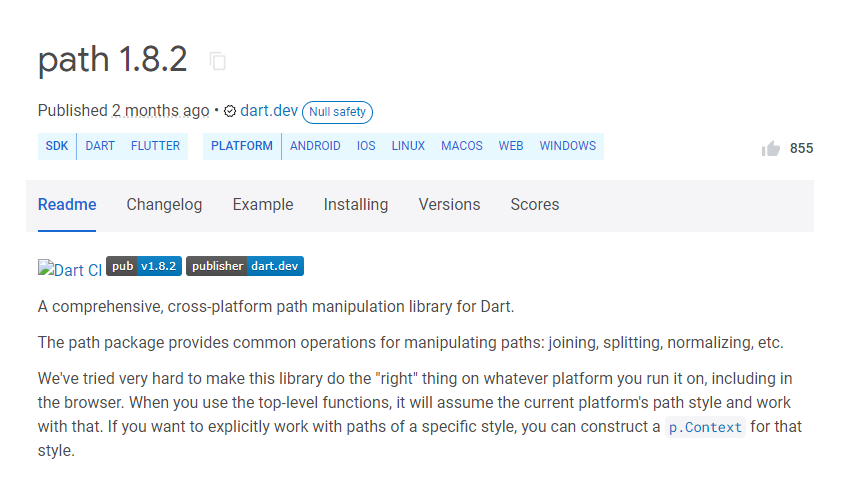 path 1.8.2
Published 2 months ago • dart.dev Null safety
SDK DART FLUTTER PLATFORM ANDROID IOS LINUX MACOS WEB WINDOWS
855
Readme Changelog Example Installing Versions Scores
Dart CI pub v1.8.2 publisher dart.dev
A comprehensive, cross-platform path manipulation library for Dart.
The path package provides common operations for manipulating paths: joining, splitting, normalizing, etc.
We've tried very hard to make this library do the "right" thing on whatever platform you run it on, including in
the browser. When you use the top-level functions, it will assume the current platform's path style and work
with that. If you want to explicitly work with paths of a specific style, you can construct a p.Context for that
style.